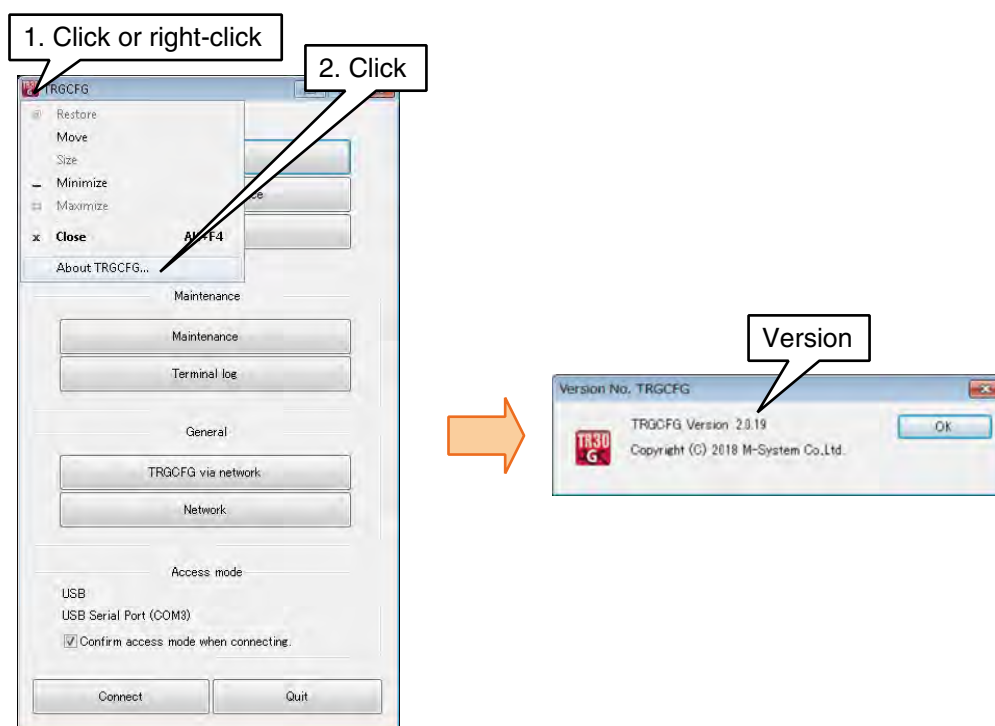 1. Click or right-click
2. Click
TRGCFG
Restore
Move
Size
Minimize
Maximize
x Close
About TRGCFG...
Maintenance
Maintenance
Terminal log
General
TRGCFG via network
Network
Access mode
USB
USB Serial Port (COM3)
Confirm access mode when connecting.
Connect Quit
Version
Version No. TRGCFG
TRGCFG Version 2.0.19
OK
TR30
G
Copyright (C) 2018 M-System Co.,Ltd.